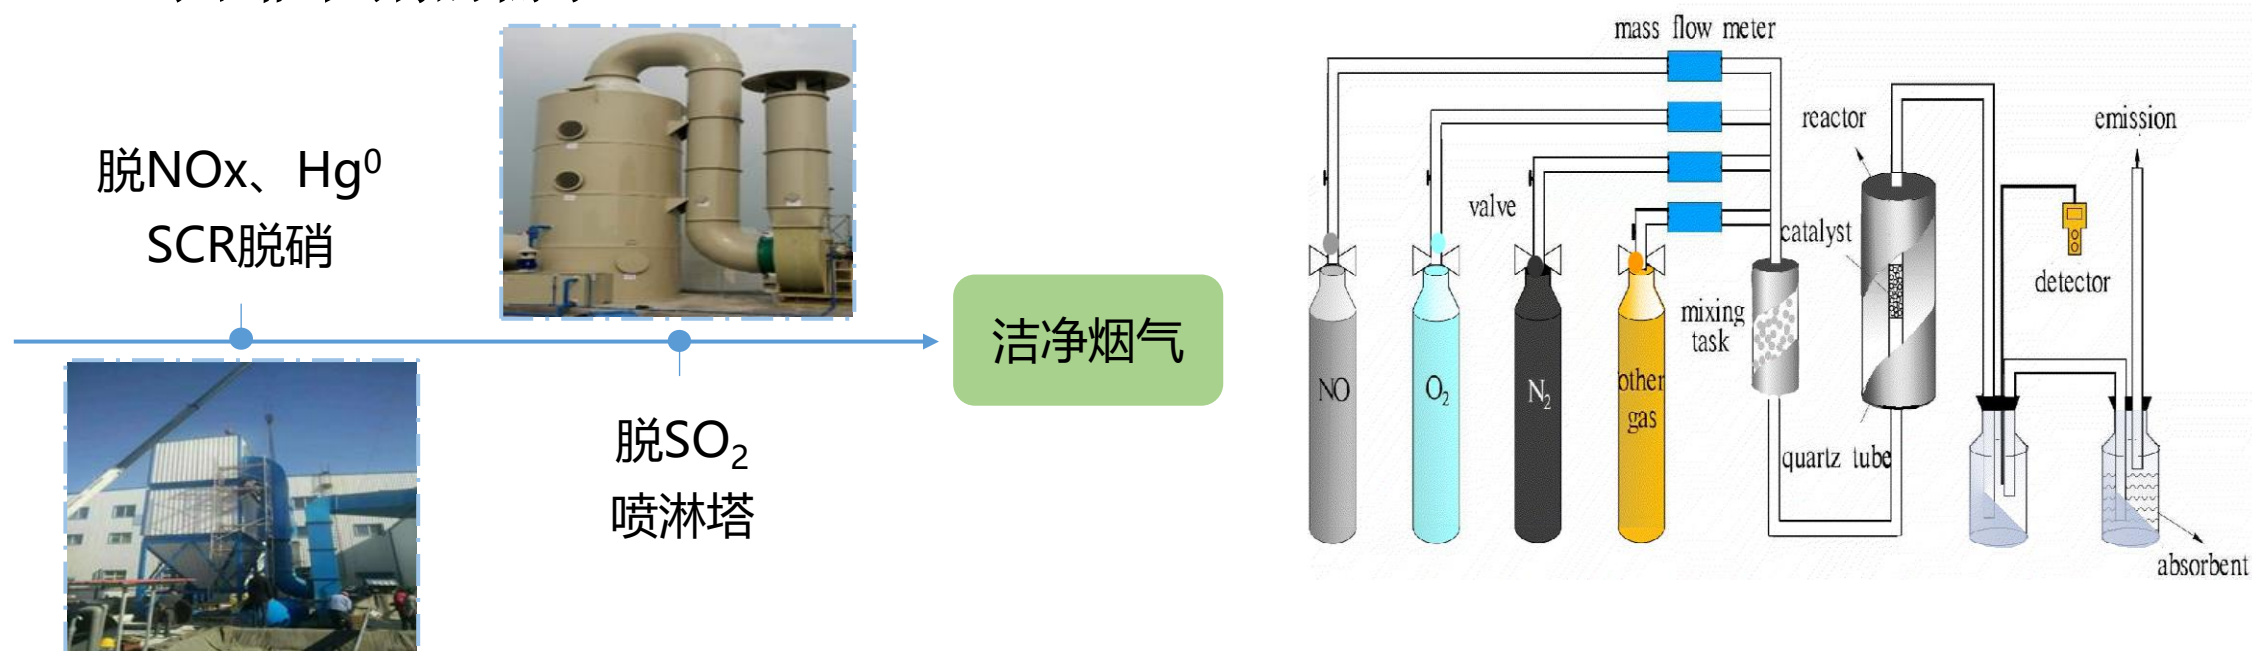 脱NOx、Hg⁰
SCR脱硝
脱SO₂
喷淋塔
洁净烟气
mass flow meter
reactor
emission
valve
catalyst
detector
mixing
task
NO
O₂
N₂
other
gas
quartz tube
absorbent